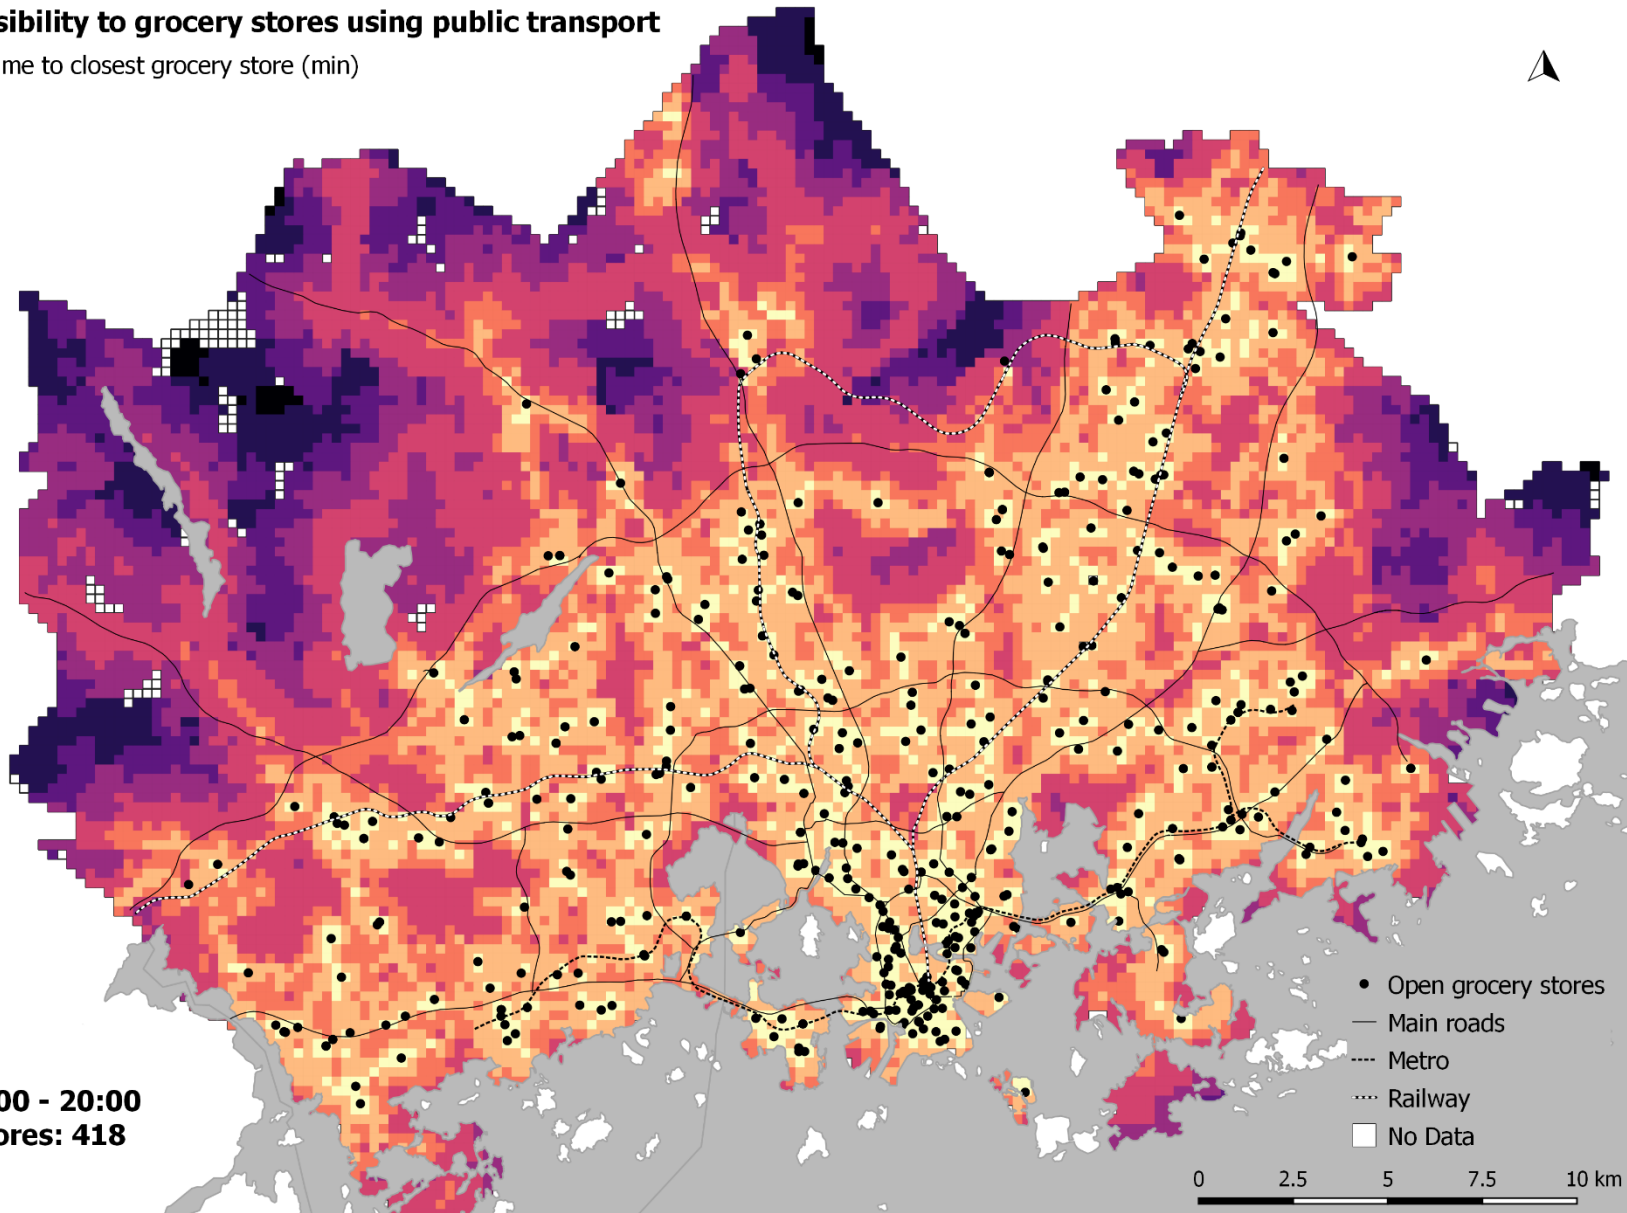 sibility to grocery stores using public transport
me to closest grocery store (min)
00 - 20:00
ores: 418
Open grocery stores
Main roads
Metro
Railway
No Data
0 2.5 5 7.5 10 km